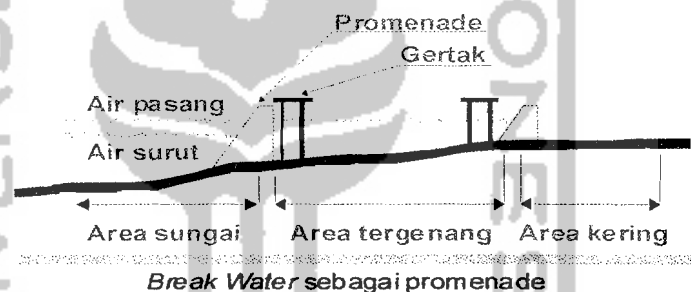 Promenade
Gertak
Air pasang
Air surut
Area sungai Area tergenang Area kering
Break Water sebagai promenade